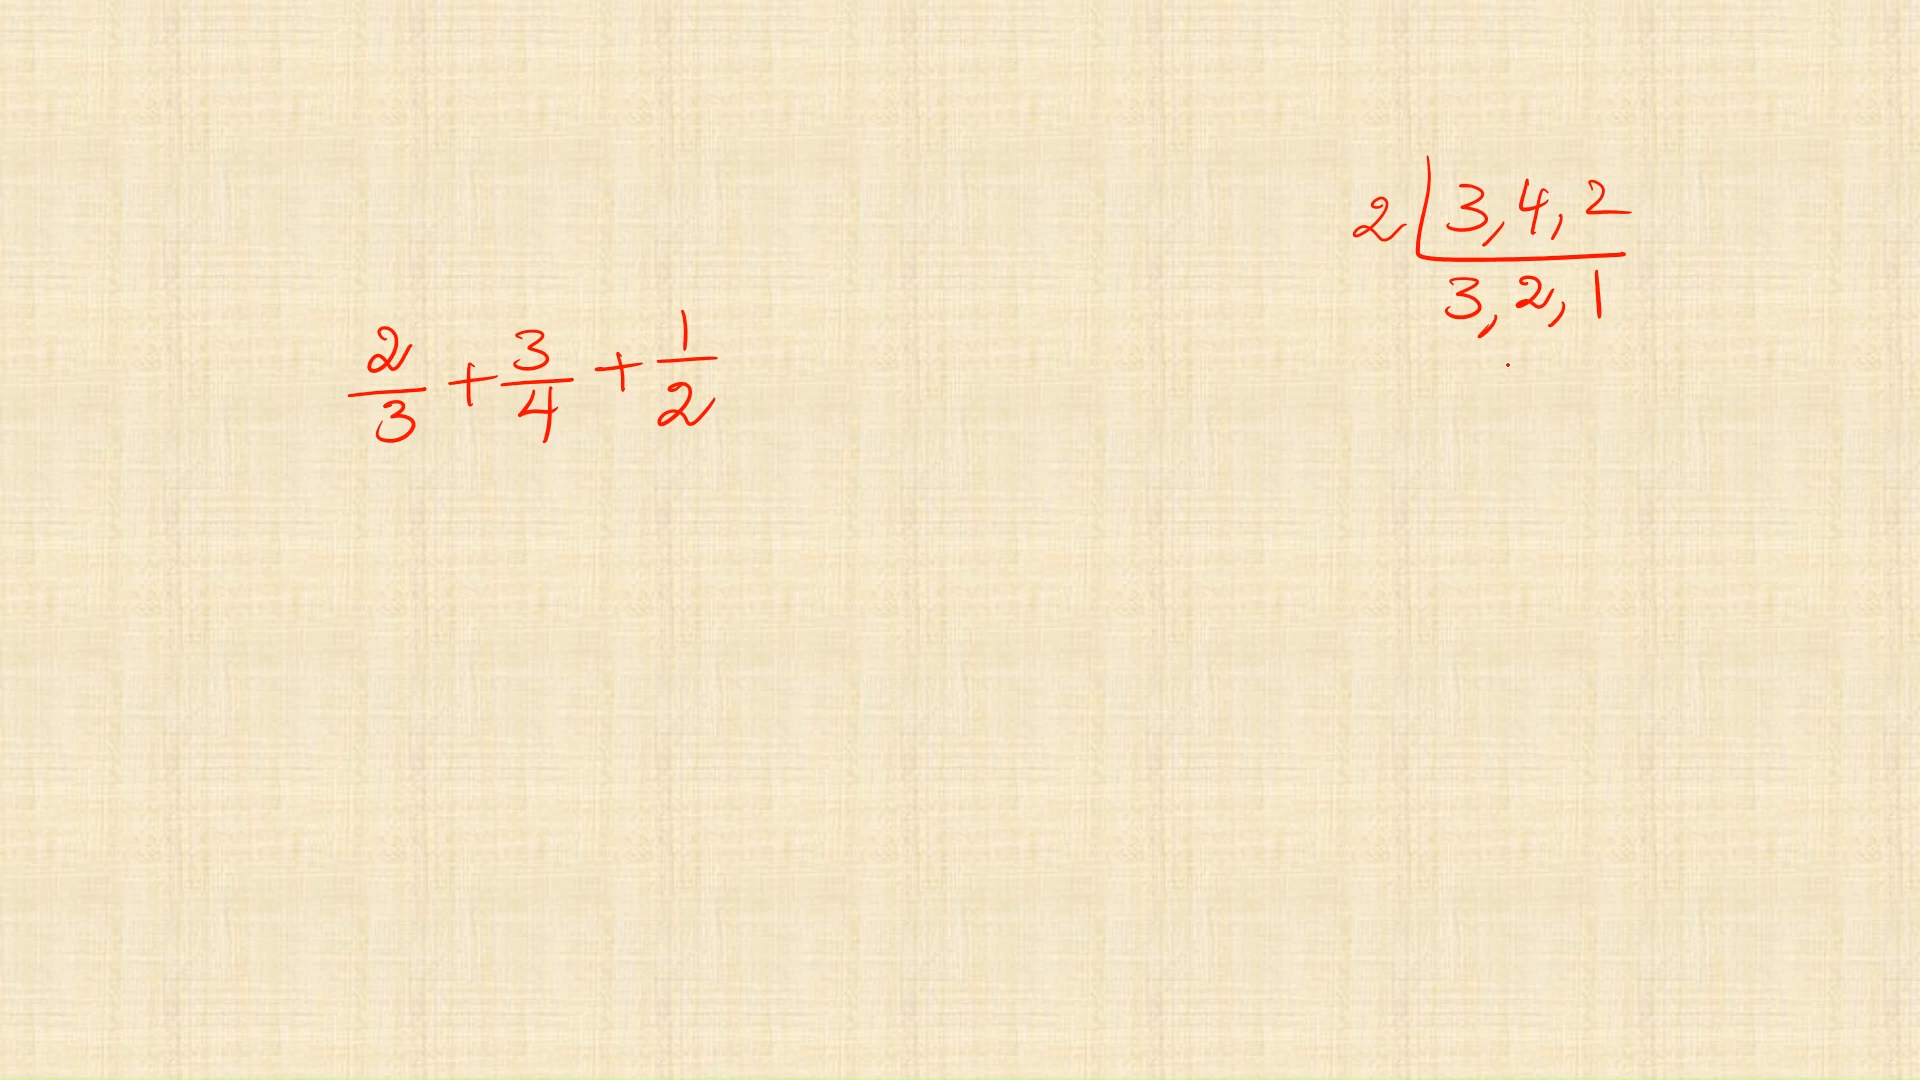 2/3 + 3/4 + 1/2
2 | 3, 4, 2
3, 2, 1